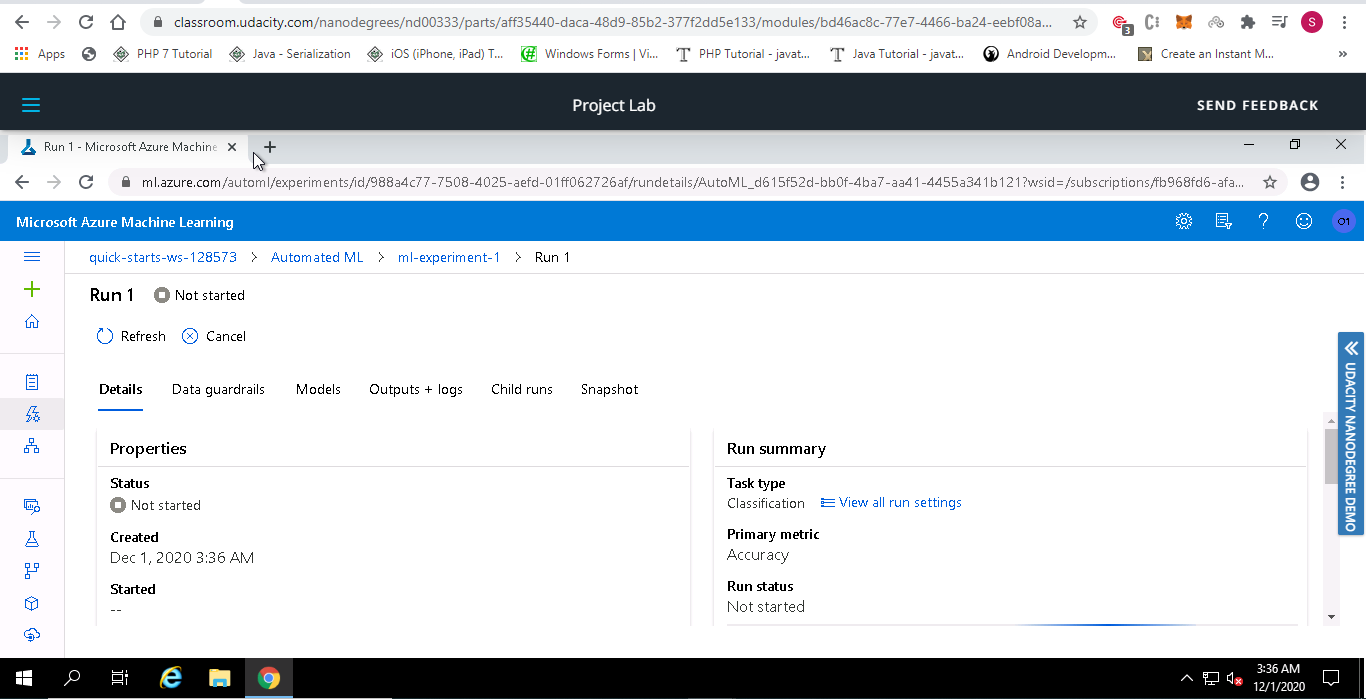 classroom.udacity.com/nanodegrees/nd00333/parts/aff35440-daca-48d9-85b2-377f2dd5e133/modules/bd46ac8c-77e7-4466-ba24-eebf08a...
3
S
Apps PHP 7 Tutorial Java - Serialization iOS (iPhone, iPad) T... Windows Forms | Vi... PHP Tutorial - javat... Java Tutorial - javat... Android Developm... Create an Instant M... »
Project Lab SEND FEEDBACK
Run 1 - Microsoft Azure Machine
ml.azure.com/automl/experiments/id/988a4c77-7508-4025-aefd-01ff062726af/rundetails/AutoML_d615f52d-bb0f-4ba7-aa41-4455a341b121?wsid=/subscriptions/fb968fd6-afa...
Microsoft Azure Machine Learning O1
quick-starts-ws-128573 > Automated ML > ml-experiment-1 > Run 1
Run 1 Not started
Refresh Cancel
Details Data guardrails Models Outputs + logs Child runs Snapshot
Properties
Status
Not started
Created
Dec 1, 2020 3:36 AM
Started
--
Run summary
Task type
Classification View all run settings
Primary metric
Accuracy
Run status
Not started
UDACITY NANODEGREE DEMO
3:36 AM
12/1/2020